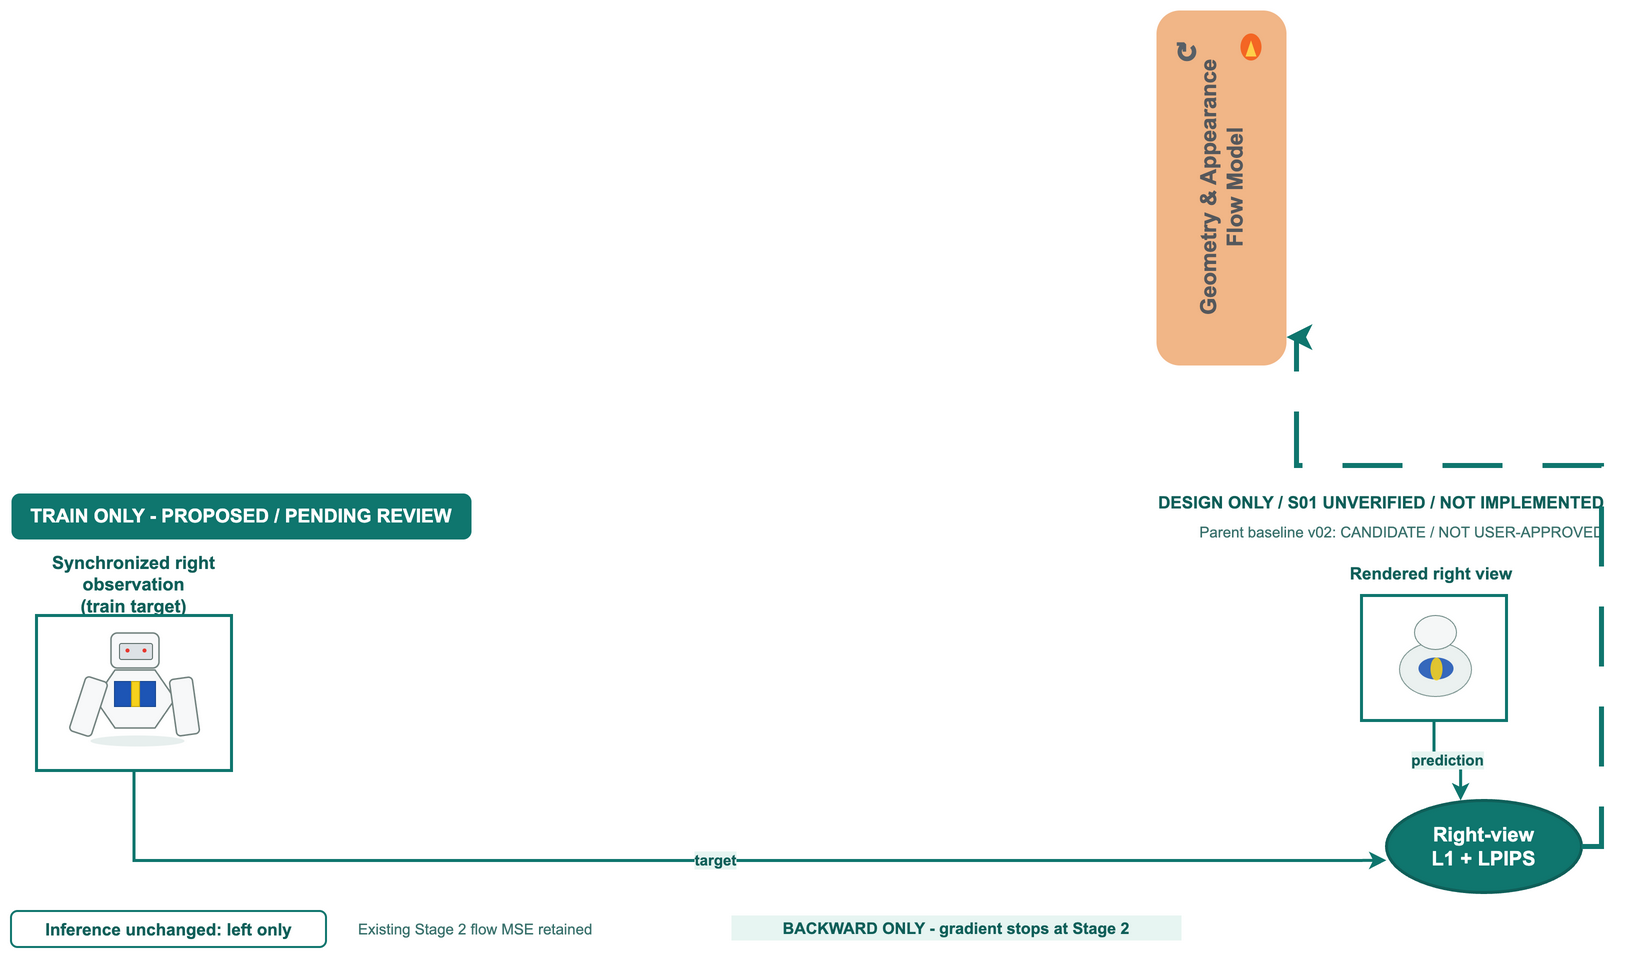 Geometry & Appearance
Flow Model
TRAIN ONLY - PROPOSED / PENDING REVIEW
DESIGN ONLY / S01 UNVERIFIED / NOT IMPLEMENTED
Parent baseline v02: CANDIDATE / NOT USER-APPROVED
Synchronized right
observation
(train target)
Rendered right view
prediction
Right-view
L1 + LPIPS
target
Inference unchanged: left only
Existing Stage 2 flow MSE retained
BACKWARD ONLY - gradient stops at Stage 2